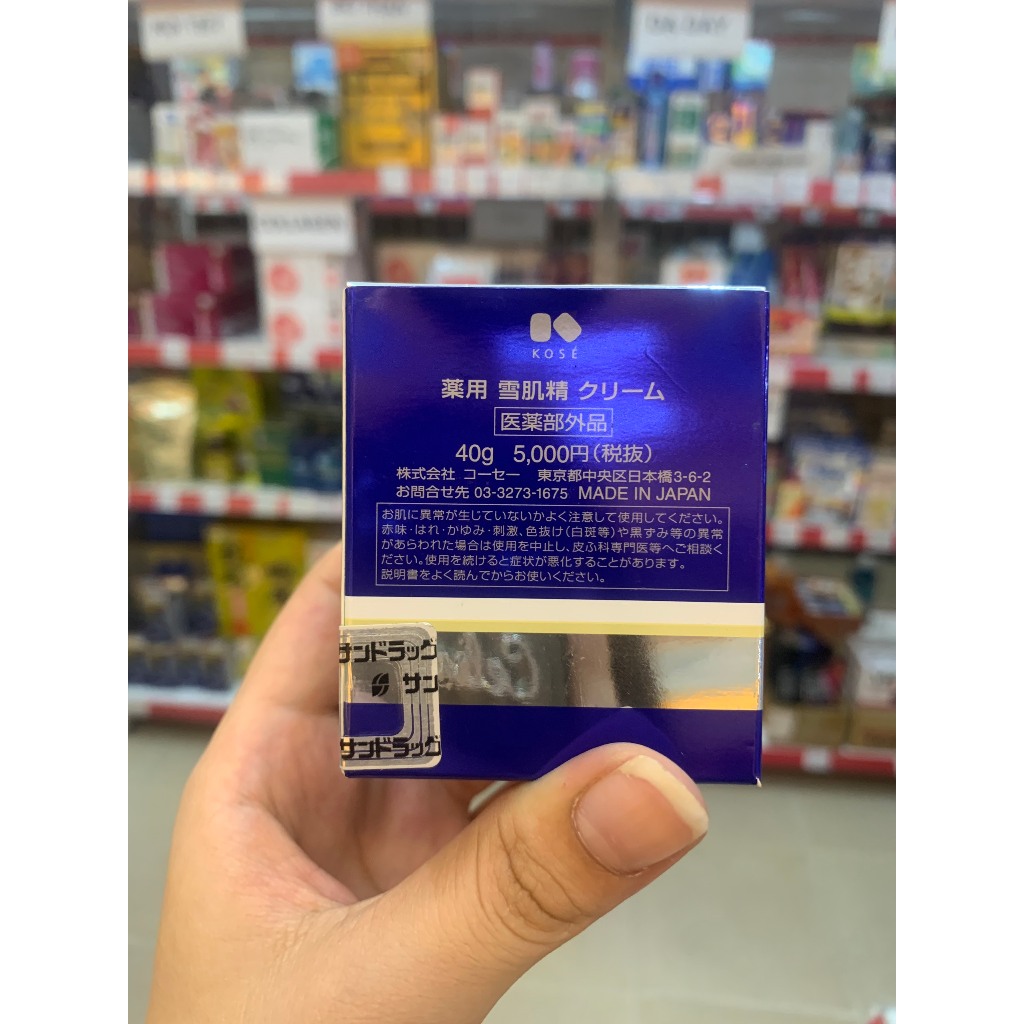 KOSÉ
薬用 雪肌精 クリーム
医薬部外品
40g 5,000円(税抜)
株式会社 コーセー 東京都中央区日本橋3-6-2
お問合せ先 03-3273-1675 MADE IN JAPAN
お肌に異常が生じていないかよく注意して使用してください。
赤味・はれ・かゆみ・刺激、色抜け(白斑等)や黒ずみ等の異常
があらわれた場合は使用を中止し、皮ふ科専門医等へご相談く
ださい。使用を続けると症状が悪化することがあります。
説明書をよく読んでからお使いください。
サンドラッグ
サン
サンドラッグ